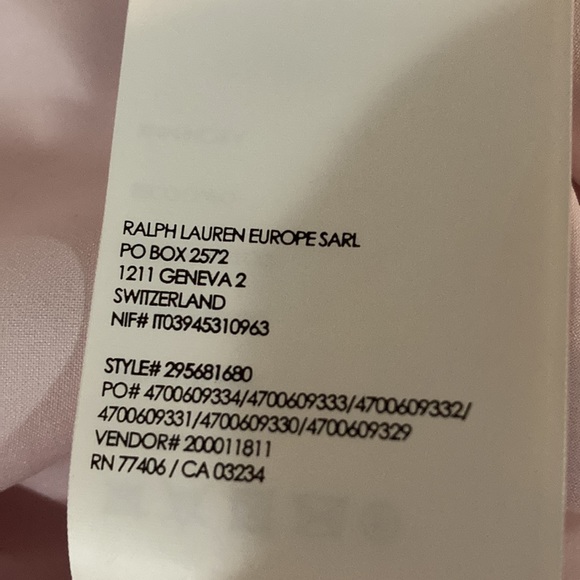 RALPH LAUREN EUROPE SARL
PO BOX 2572
1211 GENEVA 2
SWITZERLAND
NIF# IT03945310963
STYLE# 295681680
PO# 4700609334/4700609333/4700609332/
4700609331/4700609330/4700609329
VENDOR# 200011811
RN 77406 / CA 03234